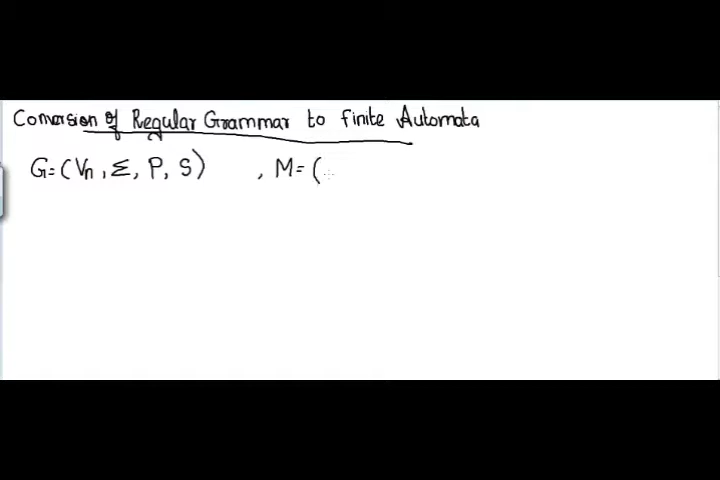 Conversion of Regular Grammar to finite Automata
G=(Vn, Σ, P, S) , M=(